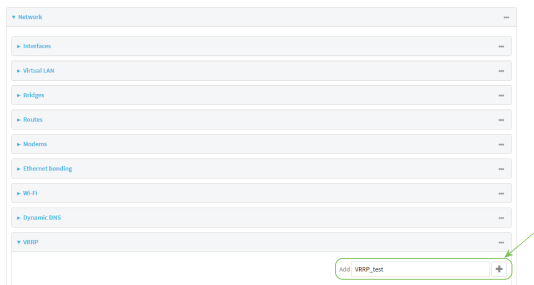 Network
Interfaces
Virtual LAN
Bridges
Routes
Modems
Ethernet bonding
Wi-Fi
Dynamic DNS
VRRP
Add VRRP_test